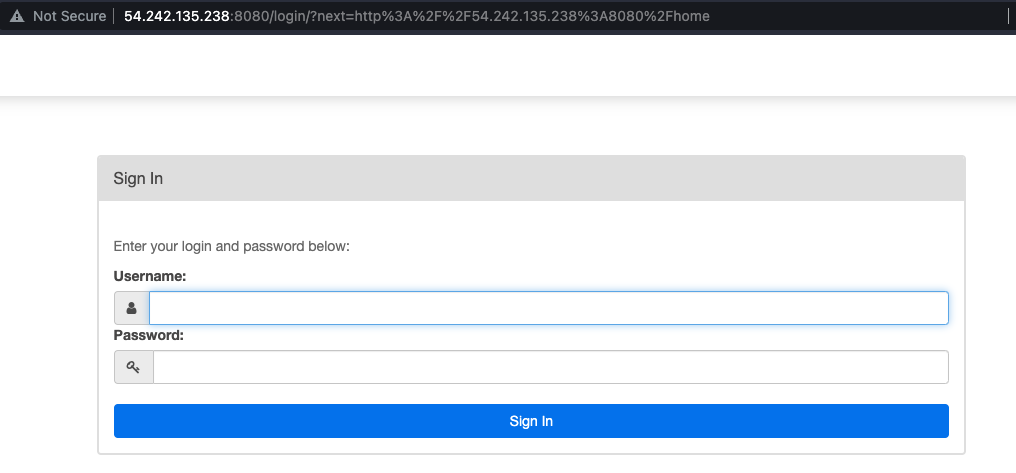 Not Secure | 54.242.135.238:8080/login/?next=http%3A%2F%2F54.242.135.238%3A8080%2Fhome
Sign In
Enter your login and password below:
Username:
Password:
Sign In